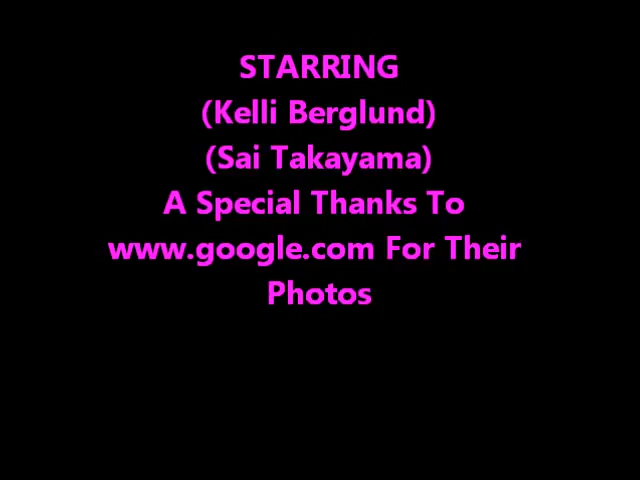 STARRING
(Kelli Berglund)
(Sai Takayama)
A Special Thanks To
www.google.com For Their
Photos